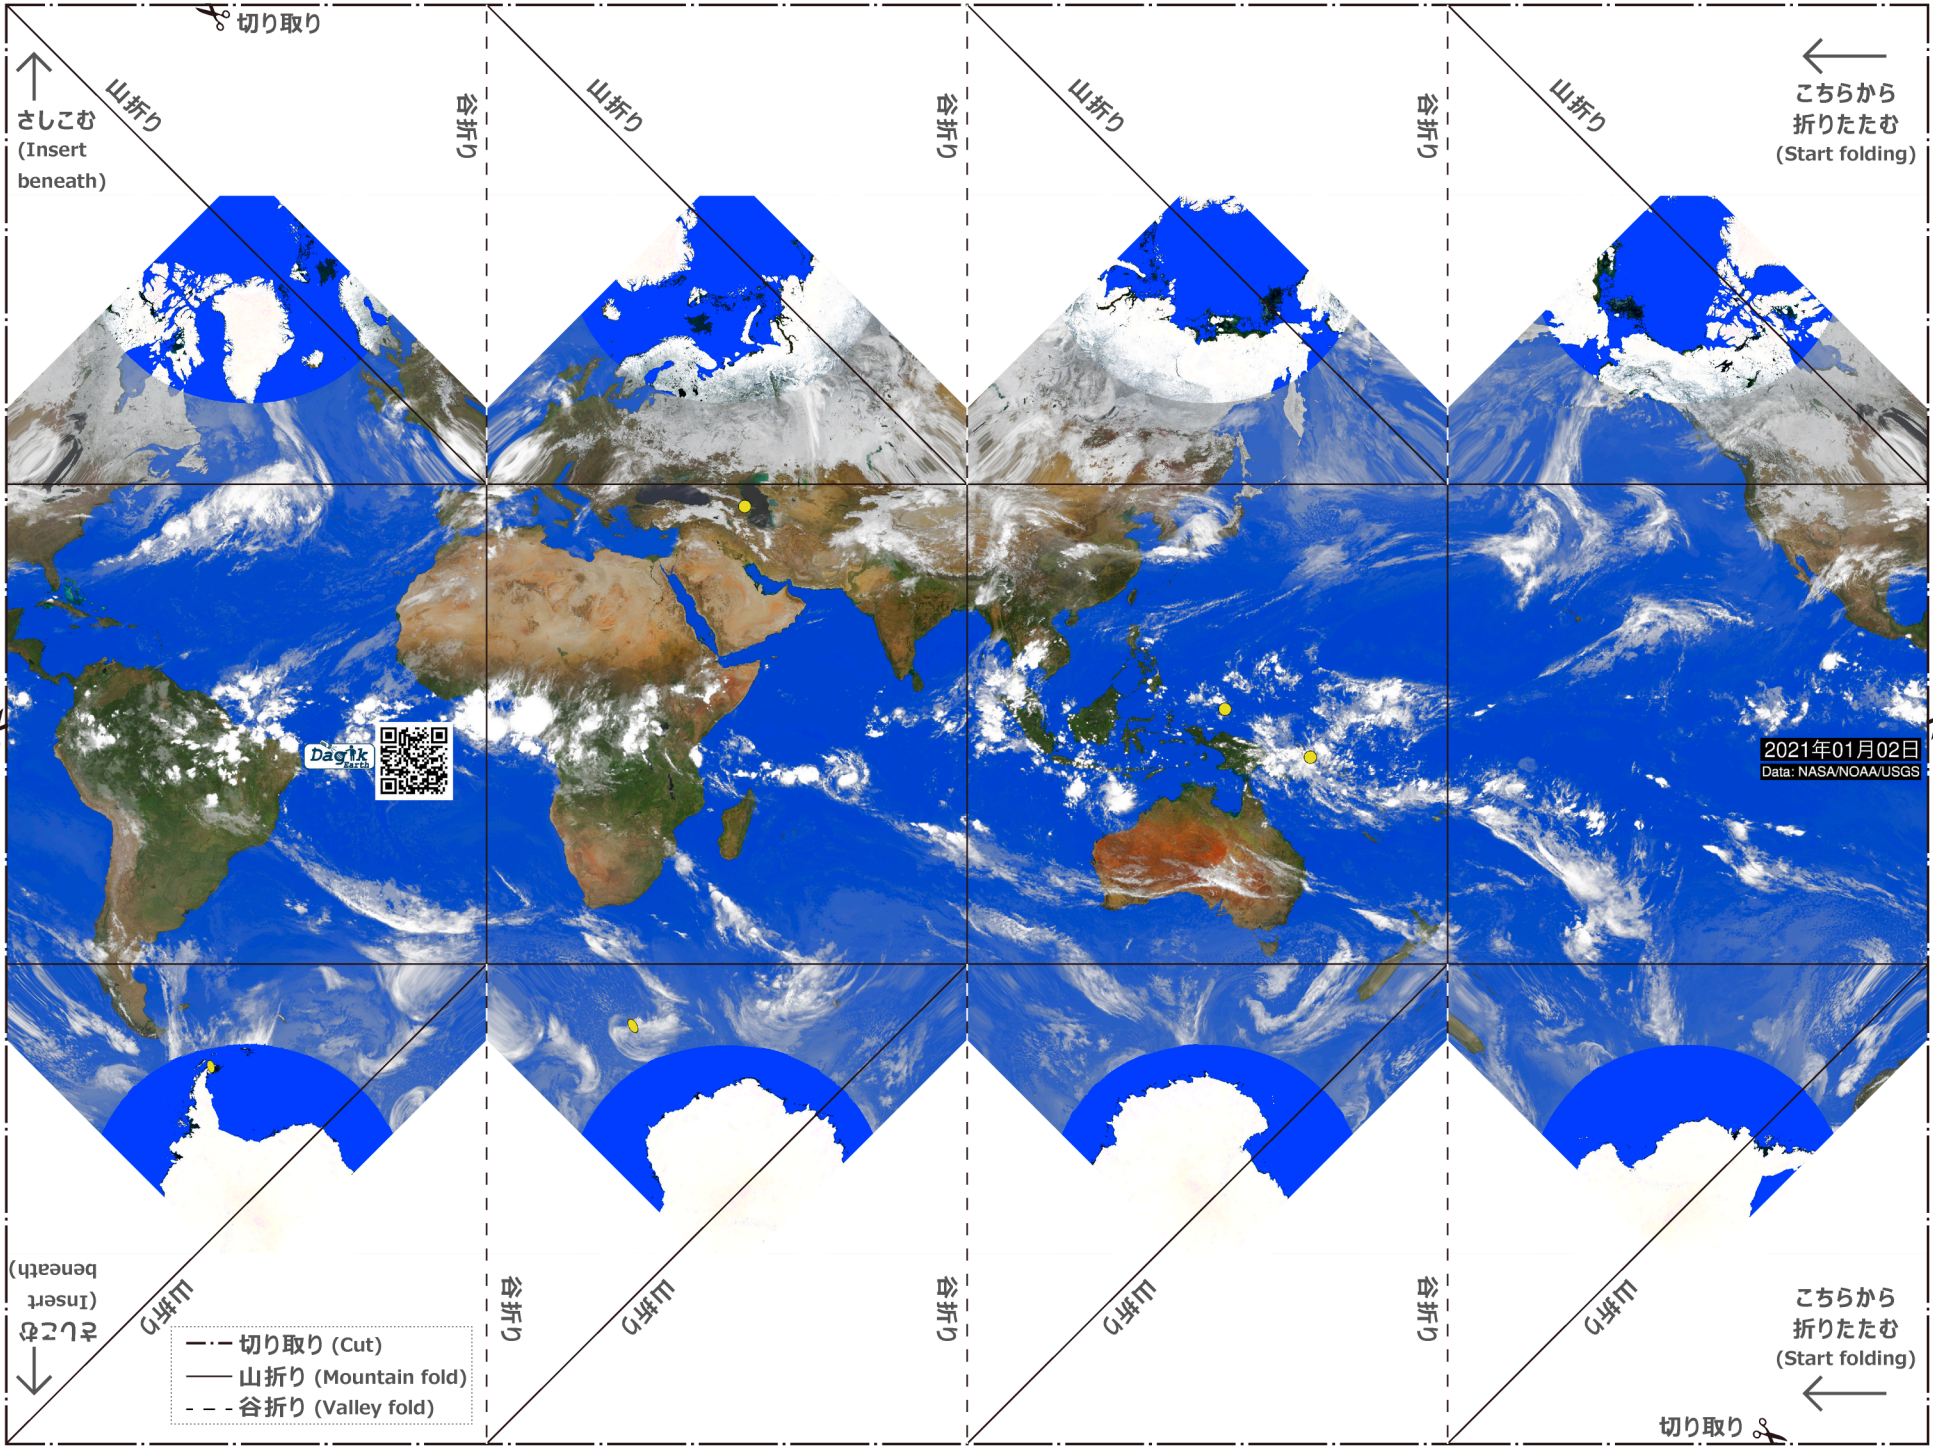 切り取り
山折り
谷折り
山折り
谷折り
山折り
谷折り
山折り
さしこむ
(Insert
beneath)
こちらから
折りたたむ
(Start folding)
Dagik
Earth
2021年01月02日
Data: NASA/NOAA/USGS
さしこむ
(Insert
beneath)
山折り
谷折り
山折り
谷折り
山折り
谷折り
山折り
切り取り (Cut)
山折り (Mountain fold)
谷折り (Valley fold)
こちらから
折りたたむ
(Start folding)
切り取り